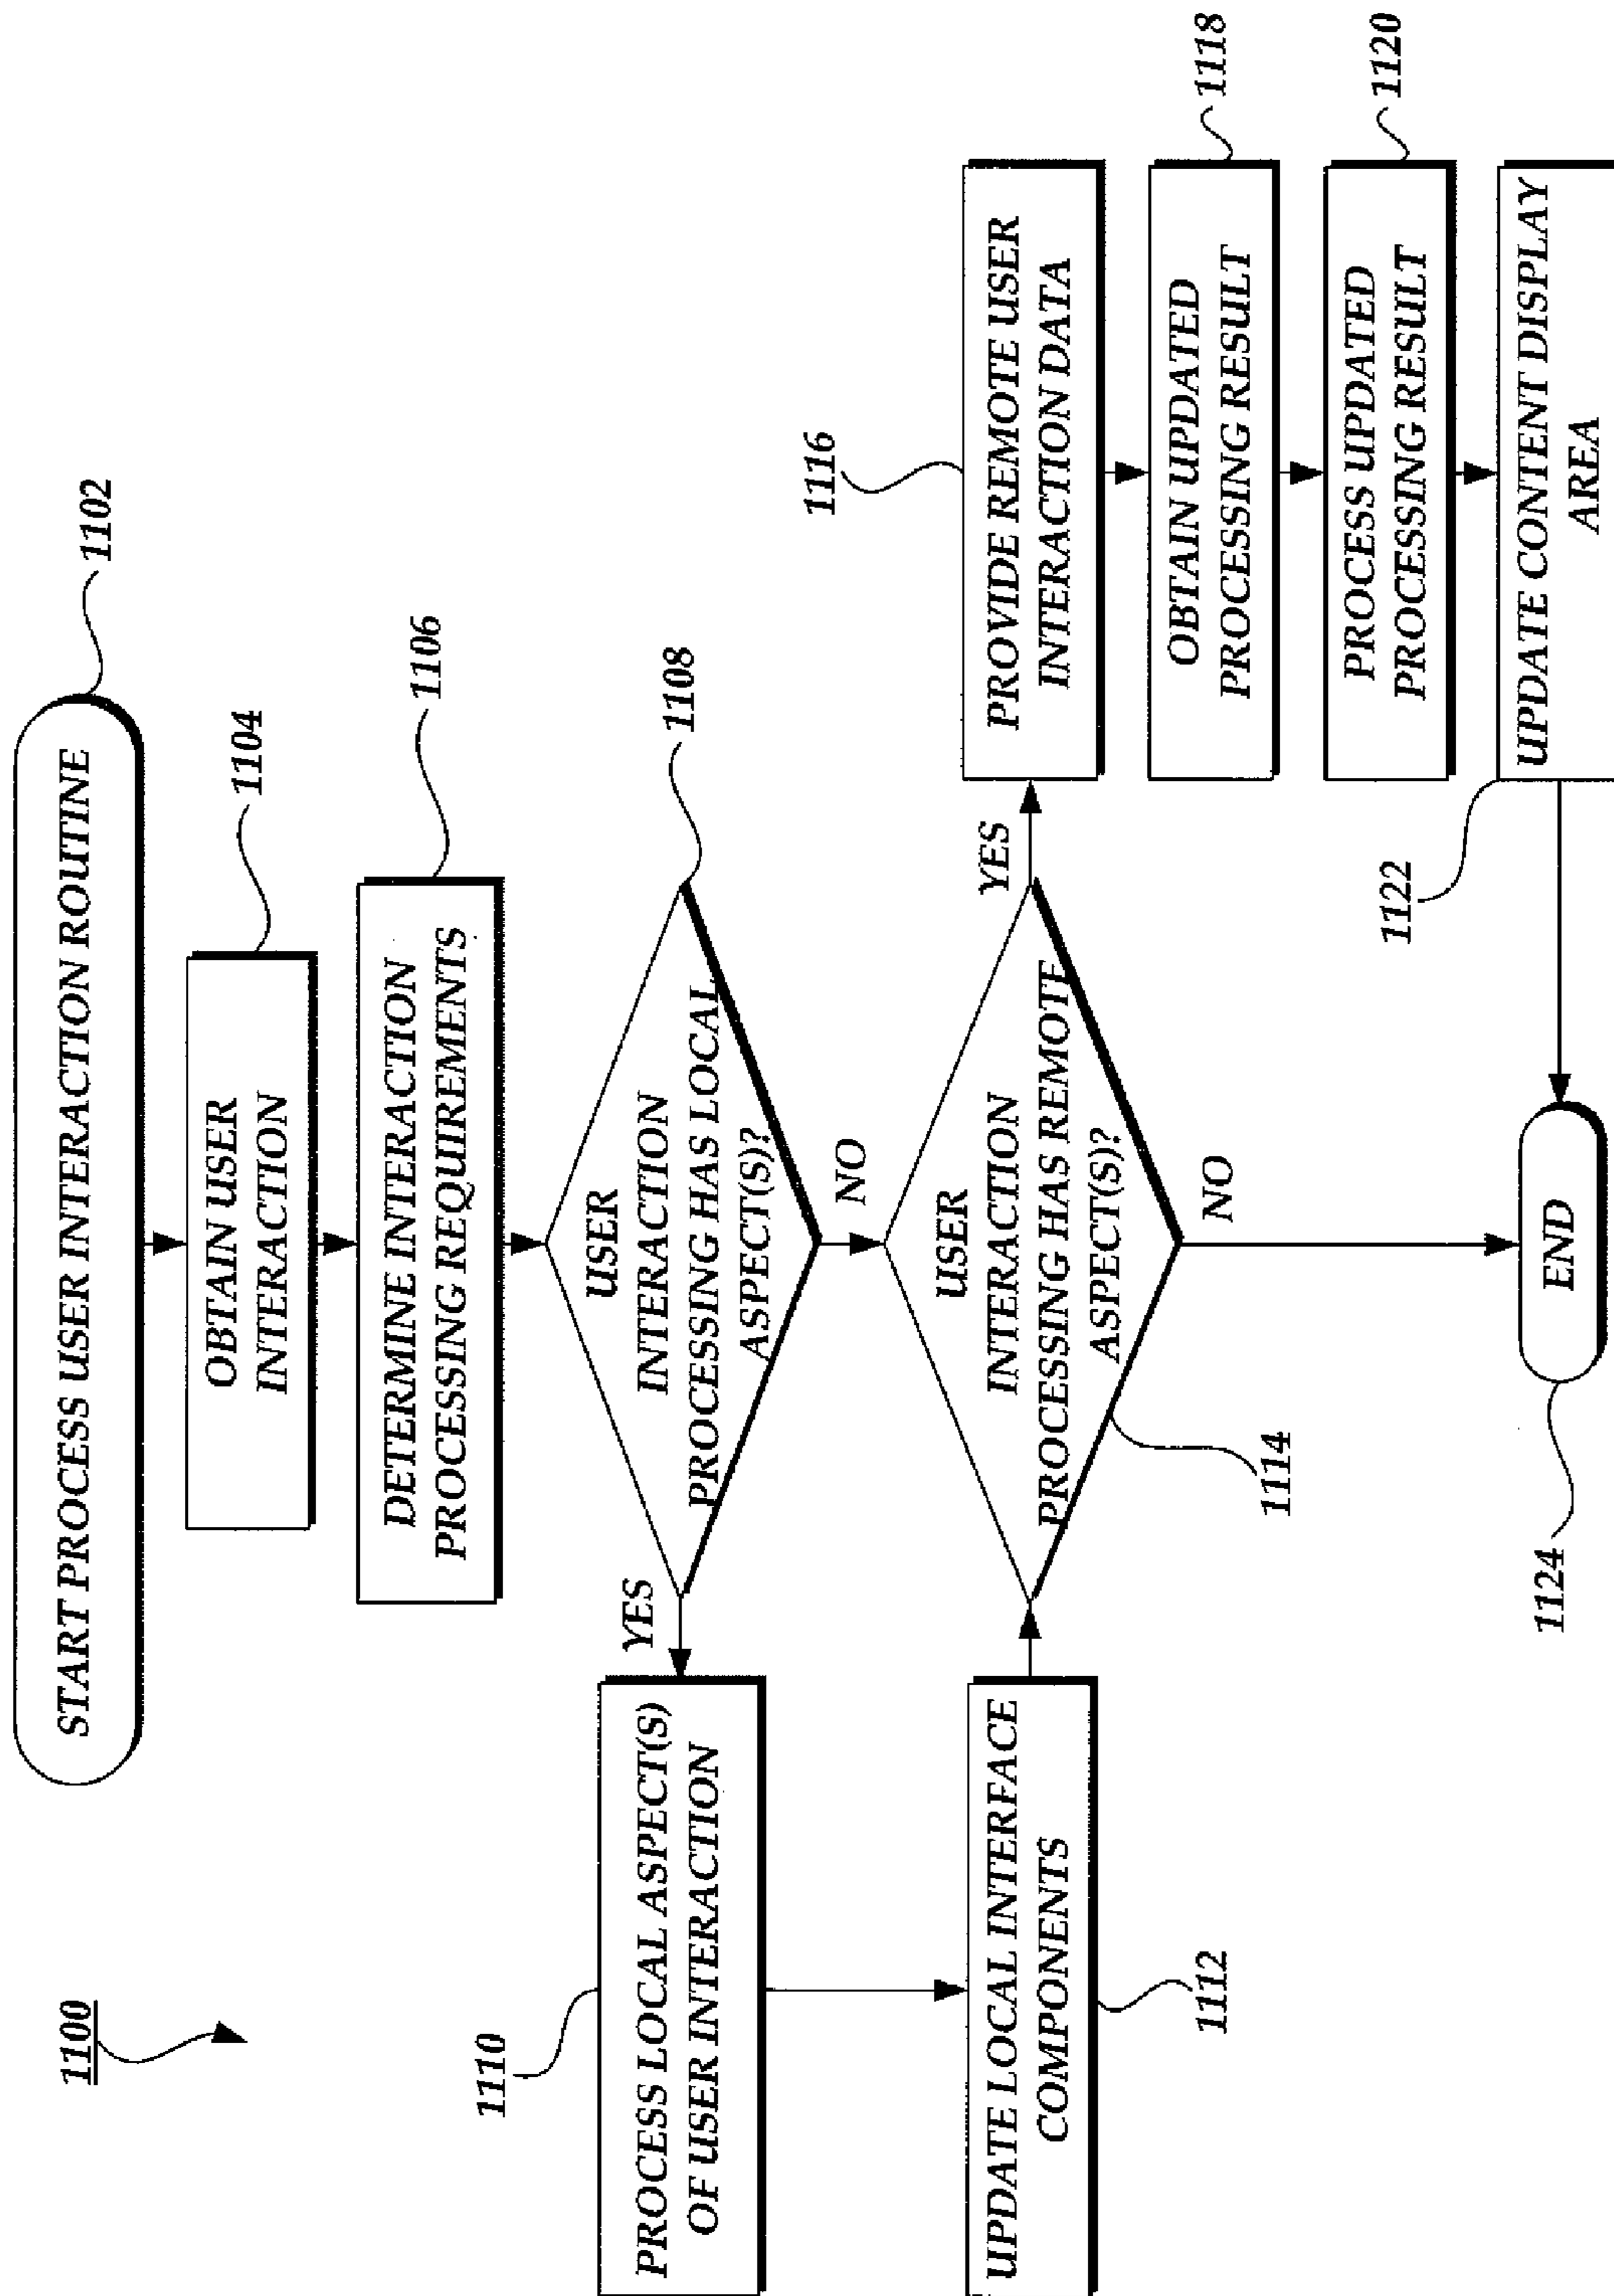 1100
START PROCESS USER INTERACTION ROUTINE
1102
OBTAIN USER
INTERACTION
1104
DETERMINE INTERACTION
PROCESSING REQUIREMENTS
1106
USER
INTERACTION
PROCESSING HAS LOCAL
ASPECT(S)?
1108
YES
NO
1110
PROCESS LOCAL ASPECT(S)
OF USER INTERACTION
UPDATE LOCAL INTERFACE
COMPONENTS
1112
USER
INTERACTION
PROCESSING HAS REMOTE
ASPECT(S)?
1114
YES
NO
1116
PROVIDE REMOTE USER
INTERACTION DATA
OBTAIN UPDATED
PROCESSING RESULT
1118
PROCESS UPDATED
PROCESSING RESULT
1120
UPDATE CONTENT DISPLAY
AREA
1122
END
1124